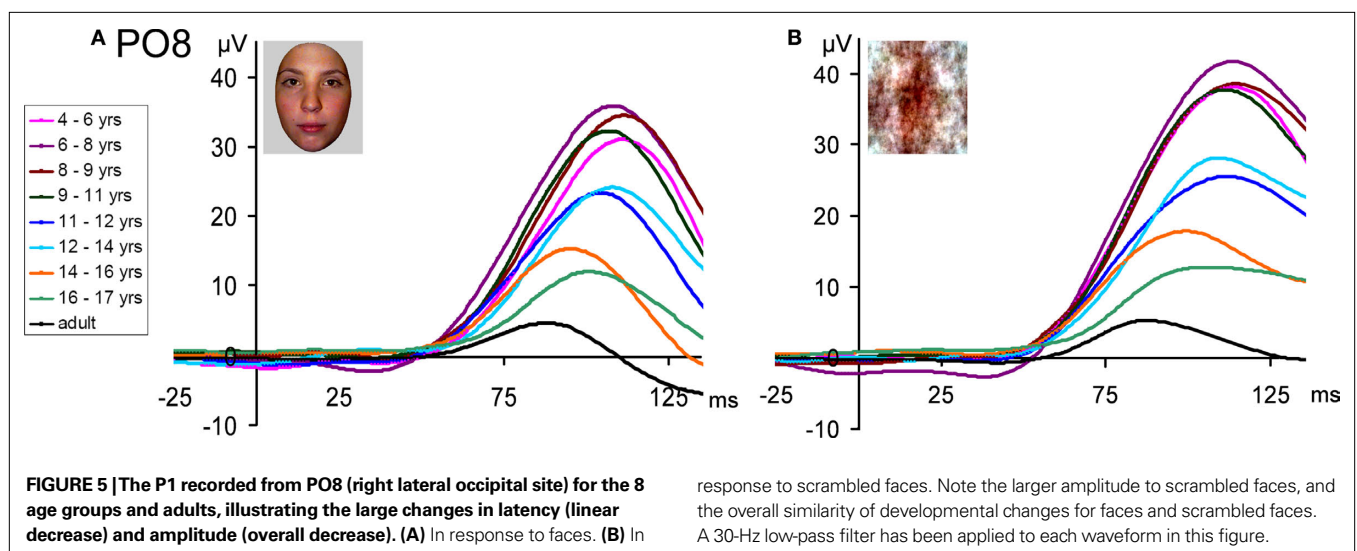 A PO8
µV
40
30
20
10
0
-10
-25
25
75
125
ms
4 - 6 yrs
6 - 8 yrs
8 - 9 yrs
9 - 11 yrs
11 - 12 yrs
12 - 14 yrs
14 - 16 yrs
16 - 17 yrs
adult
B
µV
40
30
20
10
0
-10
-25
25
75
125
ms
FIGURE 5 | The P1 recorded from PO8 (right lateral occipital site) for the 8
age groups and adults, illustrating the large changes in latency (linear
decrease) and amplitude (overall decrease). (A) In response to faces. (B) In
response to scrambled faces. Note the larger amplitude to scrambled faces, and
the overall similarity of developmental changes for faces and scrambled faces.
A 30-Hz low-pass filter has been applied to each waveform in this figure.